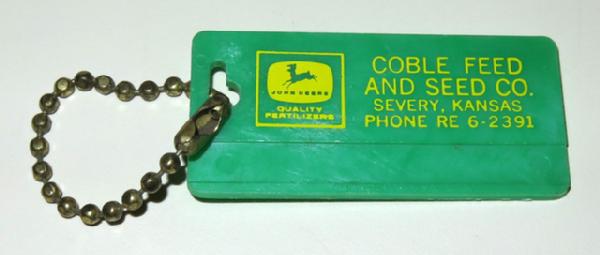 JOHN DEERE
QUALITY
FERTILIZERS
COBLE FEED
AND SEED CO.
SEVERY, KANSAS
PHONE RE 6-2391